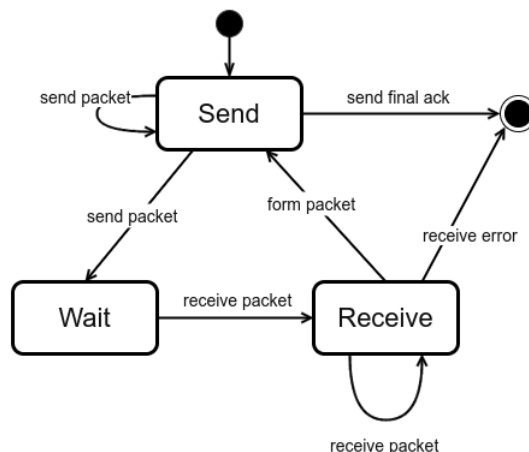 send packet
Send
send final ack
send packet
form packet
receive error
Wait
receive packet
Receive
receive packet